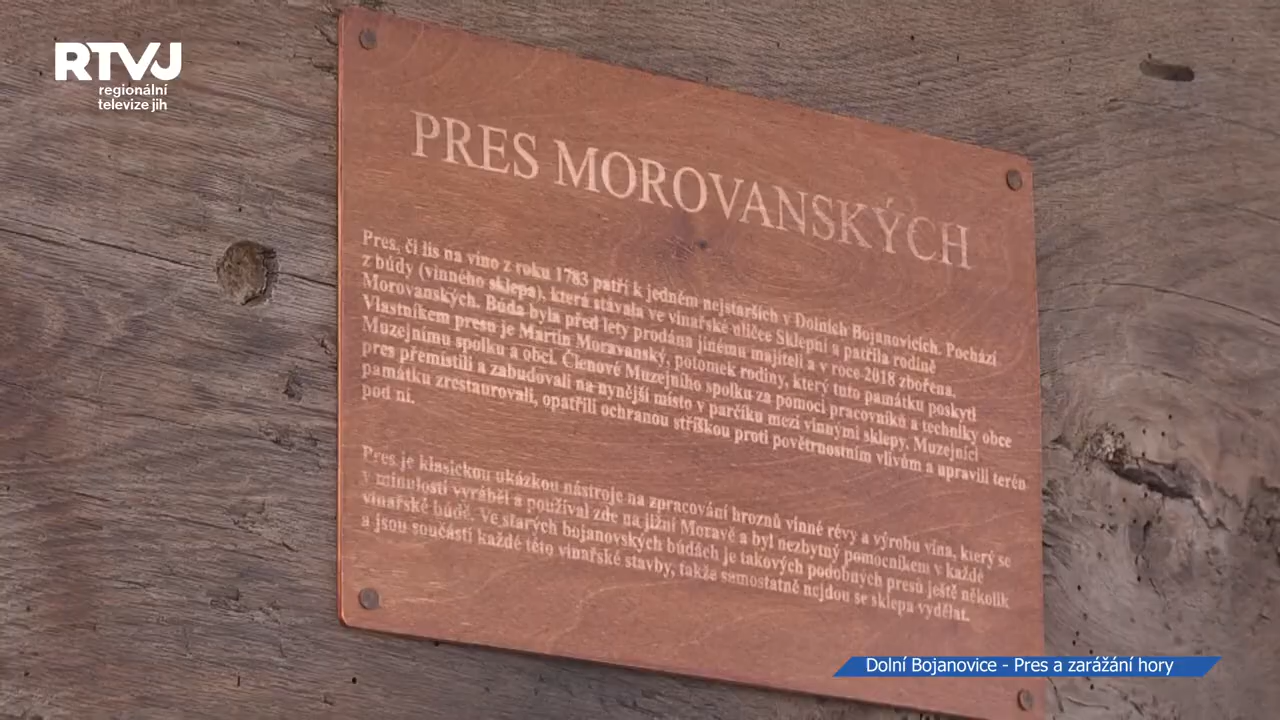 RTVJ
regionální
televize jih
PRES MOROVANSKÝCH
Pres, či lis na víno z roku 1783 patří k jedněm nejstarších v Dolních Bojanovicích. Pochází
z búdy (vinného sklepa), která stávala ve vinařské uličce Sklepní a patřila rodině
Morovanských. Búda byla před lety prodána jinému majiteli a v roce 2018 zbořena.
Vlastníkem presu je Martin Moravanský, potomek rodiny, který tuto památku poskytl
Muzejnímu spolku a obci. Členové Muzejního spolku za pomoci pracovníků a techniky obce
pres přemístili a zabudovali na nynější místo v parčíku mezi vinnými sklepy. Muzejníci
památku zrestaurovali, opatřili ochranou stříškou proti povětrnostním vlivům a upravili terén
pod ní.
Pres je klasickou ukázkou nástroje na zpracování hroznů vinné révy a výrobu vína, který se
v minulosti vyráběl a používal zde na jižní Moravě a byl nezbytný pomocníkem v každé
vinařské búdě. Ve starých bojanovských búdách je takových podobných presů ještě několik
a jsou součástí každé této vinařské stavby, takže samostatně nejdou se sklepa vydělat.
Dolní Bojanovice - Pres a zarážání hory